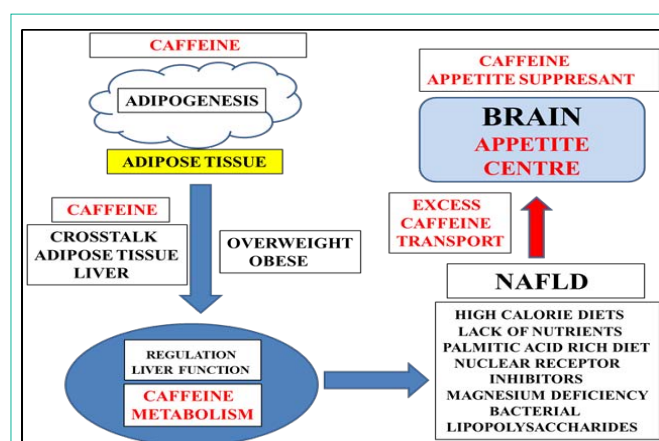 CAFFEINE
ADIPOGENESIS
ADIPOSE TISSUE
CAFFEINE
CROSSTALK
ADIPOSE TISSUE
LIVER
OVERWEIGHT
OBESE
REGULATION
LIVER FUNCTION
CAFFEINE
METABOLISM
CAFFEINE
APPETITE SUPPRESANT
BRAIN
APPETITE
CENTRE
EXCESS
CAFFEINE
TRANSPORT
NAFLD
HIGH CALORIE DIETS
LACK OF NUTRIENTS
PALMITIC ACID RICH DIET
NUCLEAR RECEPTOR
INHIBITORS
MAGNESIUM DEFICIENCY
BACTERIAL
LIPOPOLYSACCHARIDES